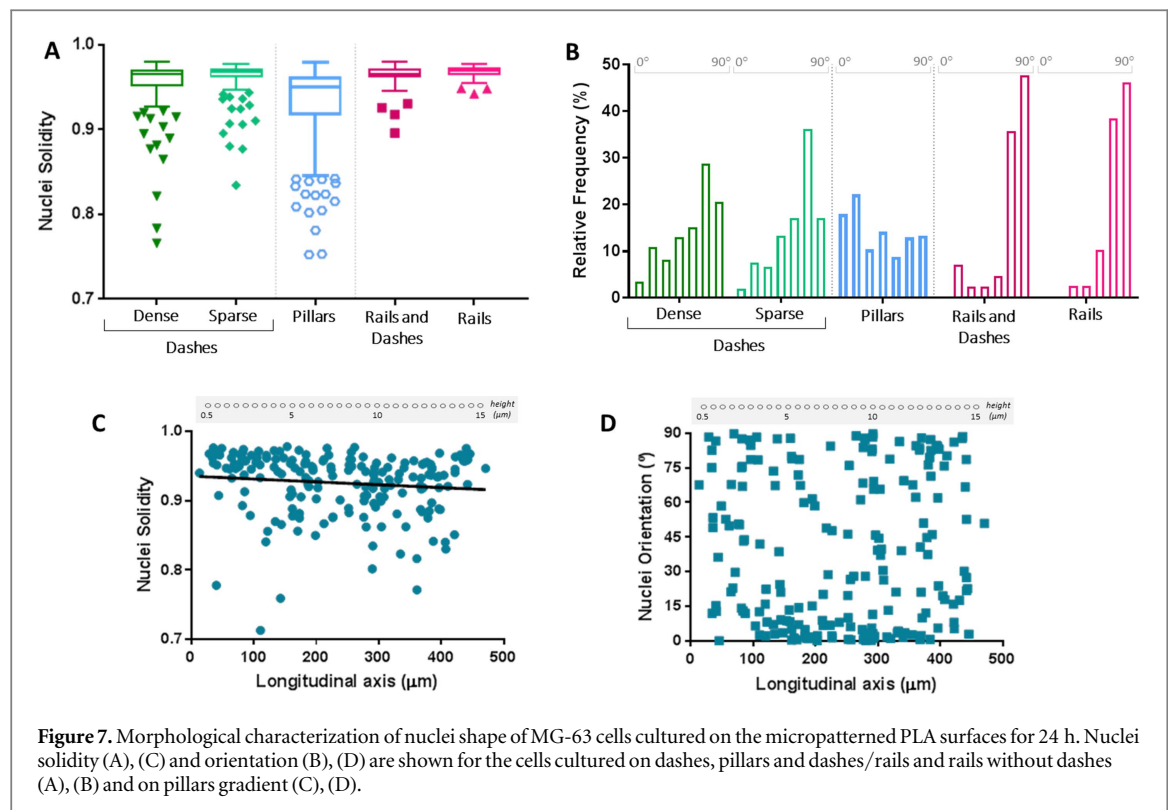 A
1.0
0.9
0.8
0.7
Nuclei Solidity
Dense
Sparse
Pillars
Rails and
Dashes
Rails
Dashes
B
50
40
30
20
10
0
Relative Frequency (%)
0° 90° 0° 90° 0° 90° 0° 90° 0° 90°
Dense
Sparse
Pillars
Rails and
Dashes
Rails
Dashes
C
0.5 5 10 15
height
(µm)
1.0
0.9
0.8
0.7
Nuclei Solidity
0 100 200 300 400 500
Longitudinal axis (µm)
D
0.5 5 10 15
height
(µm)
90
75
60
45
30
15
0
Nuclei Orientation (°)
0 100 200 300 400 500
Longitudinal axis (µm)
Figure 7. Morphological characterization of nuclei shape of MG-63 cells cultured on the micropatterned PLA surfaces for 24 h. Nuclei
solidity (A), (C) and orientation (B), (D) are shown for the cells cultured on dashes, pillars and dashes/rails and rails without dashes
(A), (B) and on pillars gradient (C), (D).